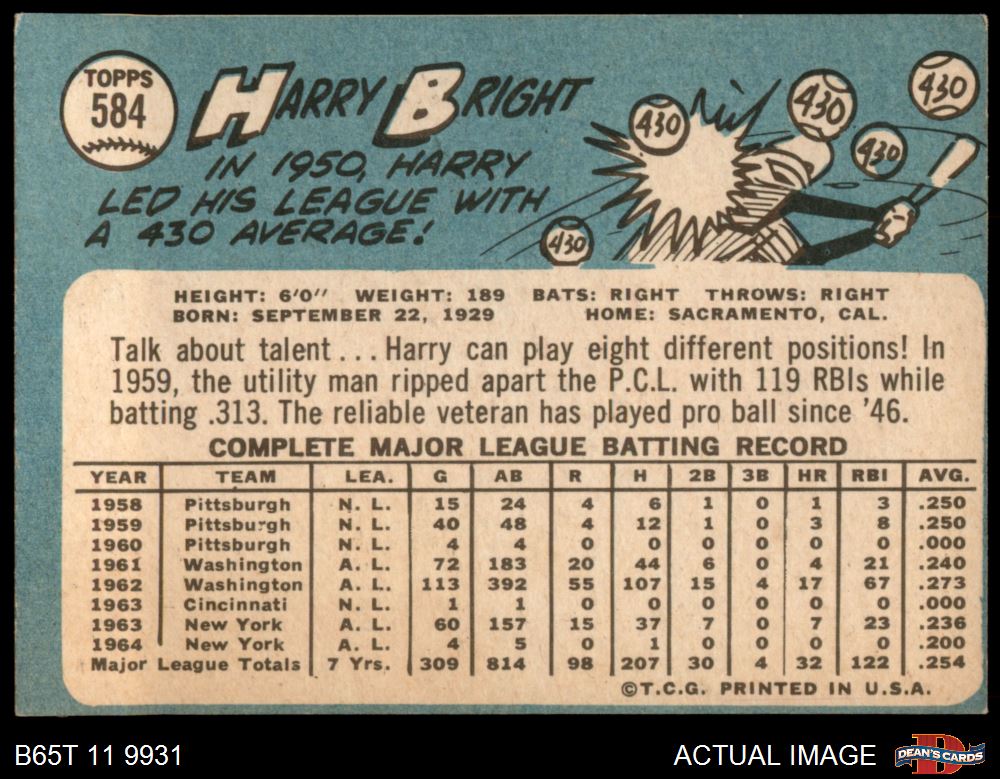 TOPPS
584
HARRY BRIGHT
IN 1950, HARRY
LED HIS LEAGUE WITH
A 430 AVERAGE!
430
430
430
430
430
HEIGHT: 6'0" WEIGHT: 189 BATS: RIGHT THROWS: RIGHT
BORN: SEPTEMBER 22, 1929 HOME: SACRAMENTO, CAL.
Talk about talent... Harry can play eight different positions! In
1959, the utility man ripped apart the P.C.L. with 119 RBIs while
batting .313. The reliable veteran has played pro ball since '46.
COMPLETE MAJOR LEAGUE BATTING RECORD
YEAR TEAM LEA. G AB R H 2B 3B HR RBI AVG.
1958 Pittsburgh N. L. 15 24 4 6 1 0 1 3 .250
1959 Pittsburgh N. L. 40 48 4 12 1 0 3 8 .250
1960 Pittsburgh N. L. 4 4 0 0 0 0 0 0 .000
1961 Washington A. L. 72 183 20 44 6 0 4 21 .240
1962 Washington A. L. 113 392 55 107 15 4 17 67 .273
1963 Cincinnati N. L. 1 1 0 0 0 0 0 0 .000
1963 New York A. L. 60 157 15 37 7 0 7 23 .236
1964 New York A. L. 4 5 0 1 0 0 0 0 .200
Major League Totals 7 Yrs. 309 814 98 207 30 4 32 122 .254
©T.C.G. PRINTED IN U.S.A.
B65T 11 9931
ACTUAL IMAGE
D
DEAN'S CARDS